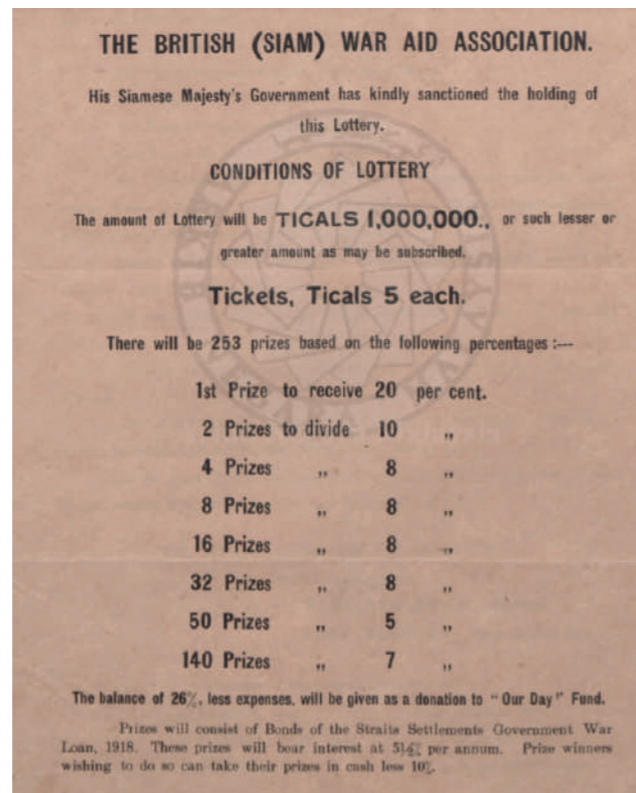 THE BRITISH (SIAM) WAR AID ASSOCIATION.
His Siamese Majesty's Government has kindly sanctioned the holding of
this Lottery.
CONDITIONS OF LOTTERY
The amount of Lottery will be TICALS 1,000,000., or such lesser or
greater amount as may be subscribed.
Tickets, Ticals 5 each.
There will be 253 prizes based on the following percentages :---
1st Prize to receive 20 per cent.
2 Prizes to divide 10 „
4 Prizes „ 8 „
8 Prizes „ 8 „
16 Prizes „ 8 „
32 Prizes „ 8 „
50 Prizes „ 5 „
140 Prizes „ 7 „
The balance of 26%, less expenses, will be given as a donation to "Our Day" Fund.
Prizes will consist of Bonds of the Straits Settlements Government War
Loan, 1918. These prizes will bear interest at 5½% per annum. Prize winners
wishing to do so can take their prizes in cash less 10%.